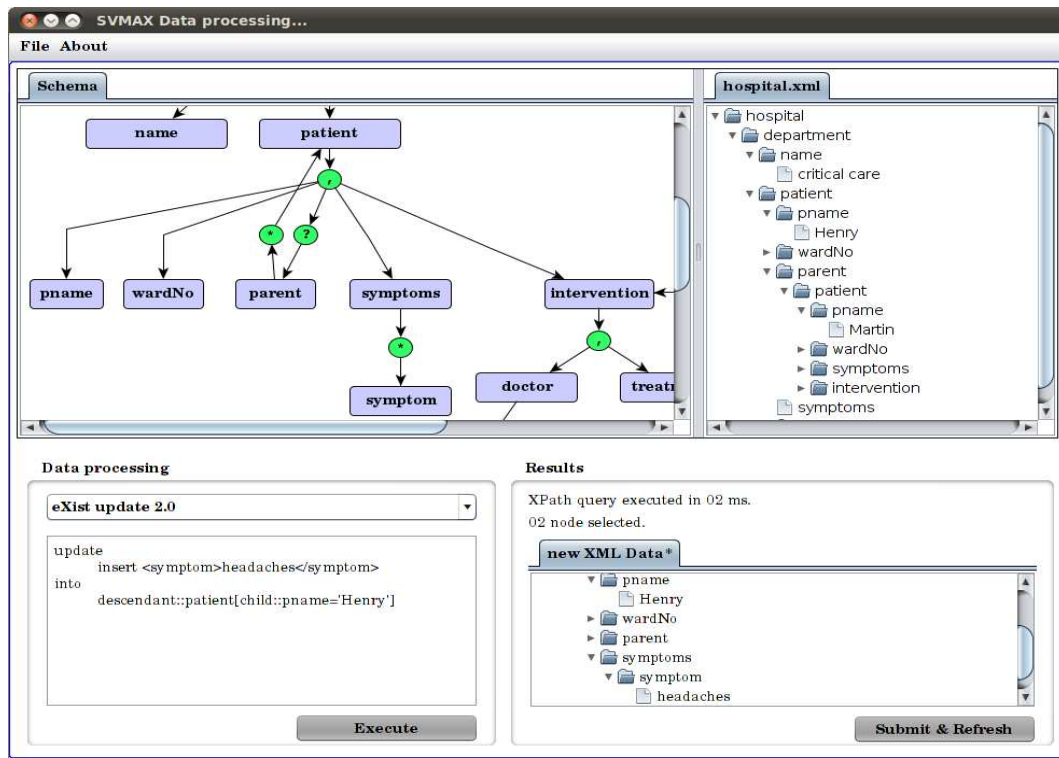 SVMAX Data processing...
File About
Schema
name
patient
,
*
?
pname
wardNo
parent
symptoms
intervention
*
,
symptom
doctor
treatr
hospital.xml
hospital
department
name
critical care
patient
pname
Henry
wardNo
parent
patient
pname
Martin
wardNo
symptoms
intervention
symptoms
Data processing
eXist update 2.0
update
insert <symptom>headaches</symptom>
into
descendant::patient[child::pname='Henry']
Execute
Results
XPath query executed in 02 ms.
02 node selected.
new XML Data*
pname
Henry
wardNo
parent
symptoms
symptom
headaches
Submit & Refresh